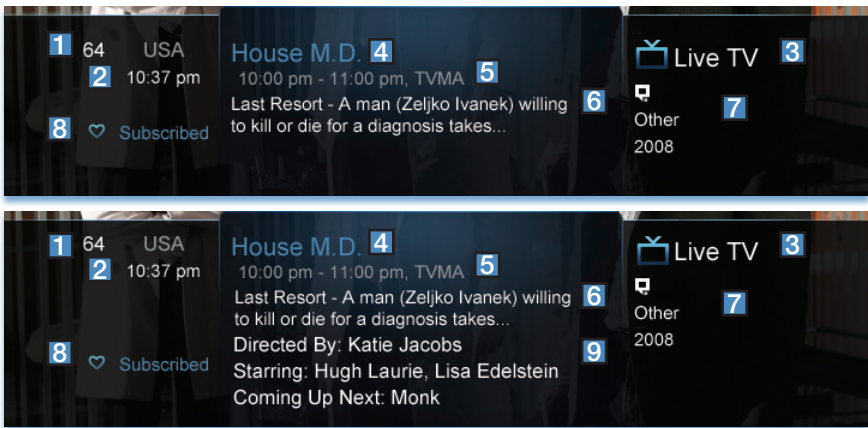 1 64 USA
2 10:37 pm
8 Subscribed
House M.D. 4
10:00 pm - 11:00 pm, TVMA 5
Last Resort - A man (Zeljko Ivanek) willing 6
to kill or die for a diagnosis takes...
Live TV 3
Other 7
2008
1 64 USA
2 10:37 pm
8 Subscribed
House M.D. 4
10:00 pm - 11:00 pm, TVMA 5
Last Resort - A man (Zeljko Ivanek) willing 6
to kill or die for a diagnosis takes...
Directed By: Katie Jacobs 9
Starring: Hugh Laurie, Lisa Edelstein
Coming Up Next: Monk
Live TV 3
Other 7
2008